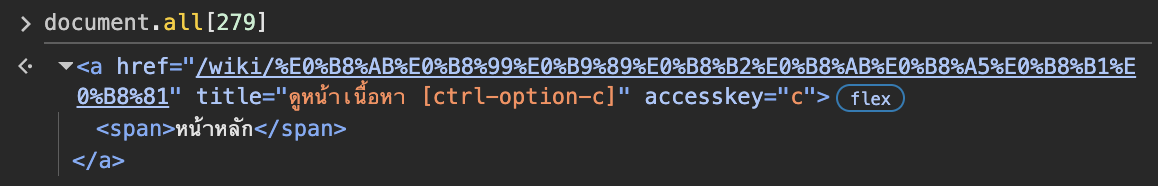 > document.all[279]
<a href="/wiki/%E0%B8%AB%E0%B8%99%E0%B9%89%E0%B8%B2%E0%B8%AB%E0%B8%A5%E0%B8%B1%E
0%B8%81" title="ดูหน้าเนื้อหา [ctrl-option-c]" accesskey="c"> flex
<span>หน้าหลัก</span>
</a>